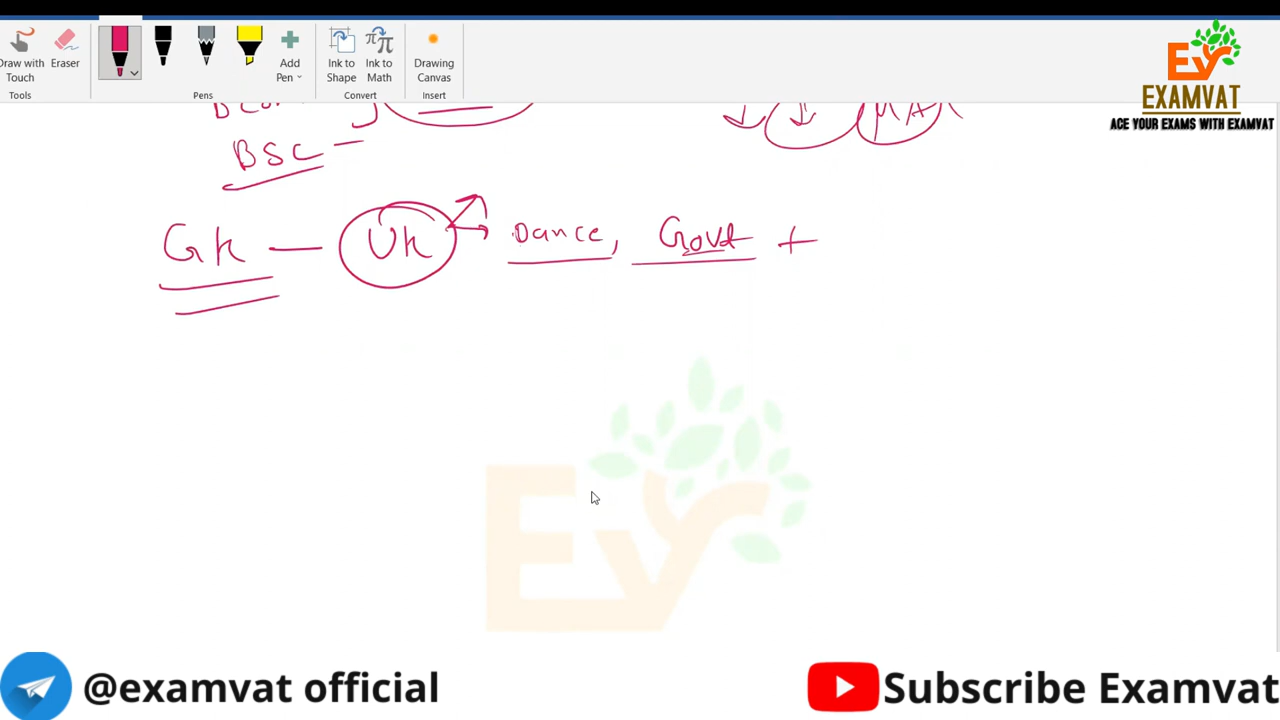 Draw with Touch
Eraser
Add Pen
Ink to Shape
Ink to Math
Drawing Canvas
Tools
Pens
Convert
Insert
EXAMVAT
ACE YOUR EXAMS WITH EXAMVAT
BSC -
GK — UK Dance, Govt +
@examvat official
Subscribe Examvat